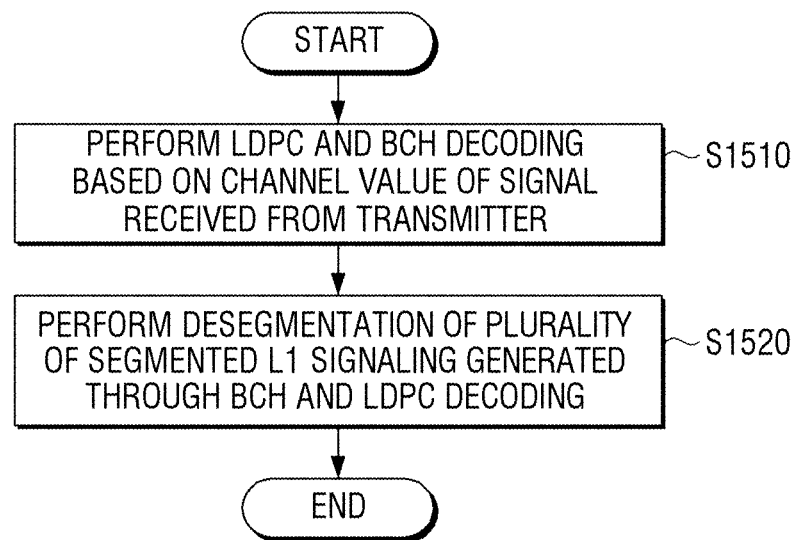 START
PERFORM LDPC AND BCH DECODING
BASED ON CHANNEL VALUE OF SIGNAL
RECEIVED FROM TRANSMITTER
S1510
PERFORM DESEGMENTATION OF PLURALITY
OF SEGMENTED L1 SIGNALING GENERATED
THROUGH BCH AND LDPC DECODING
S1520
END